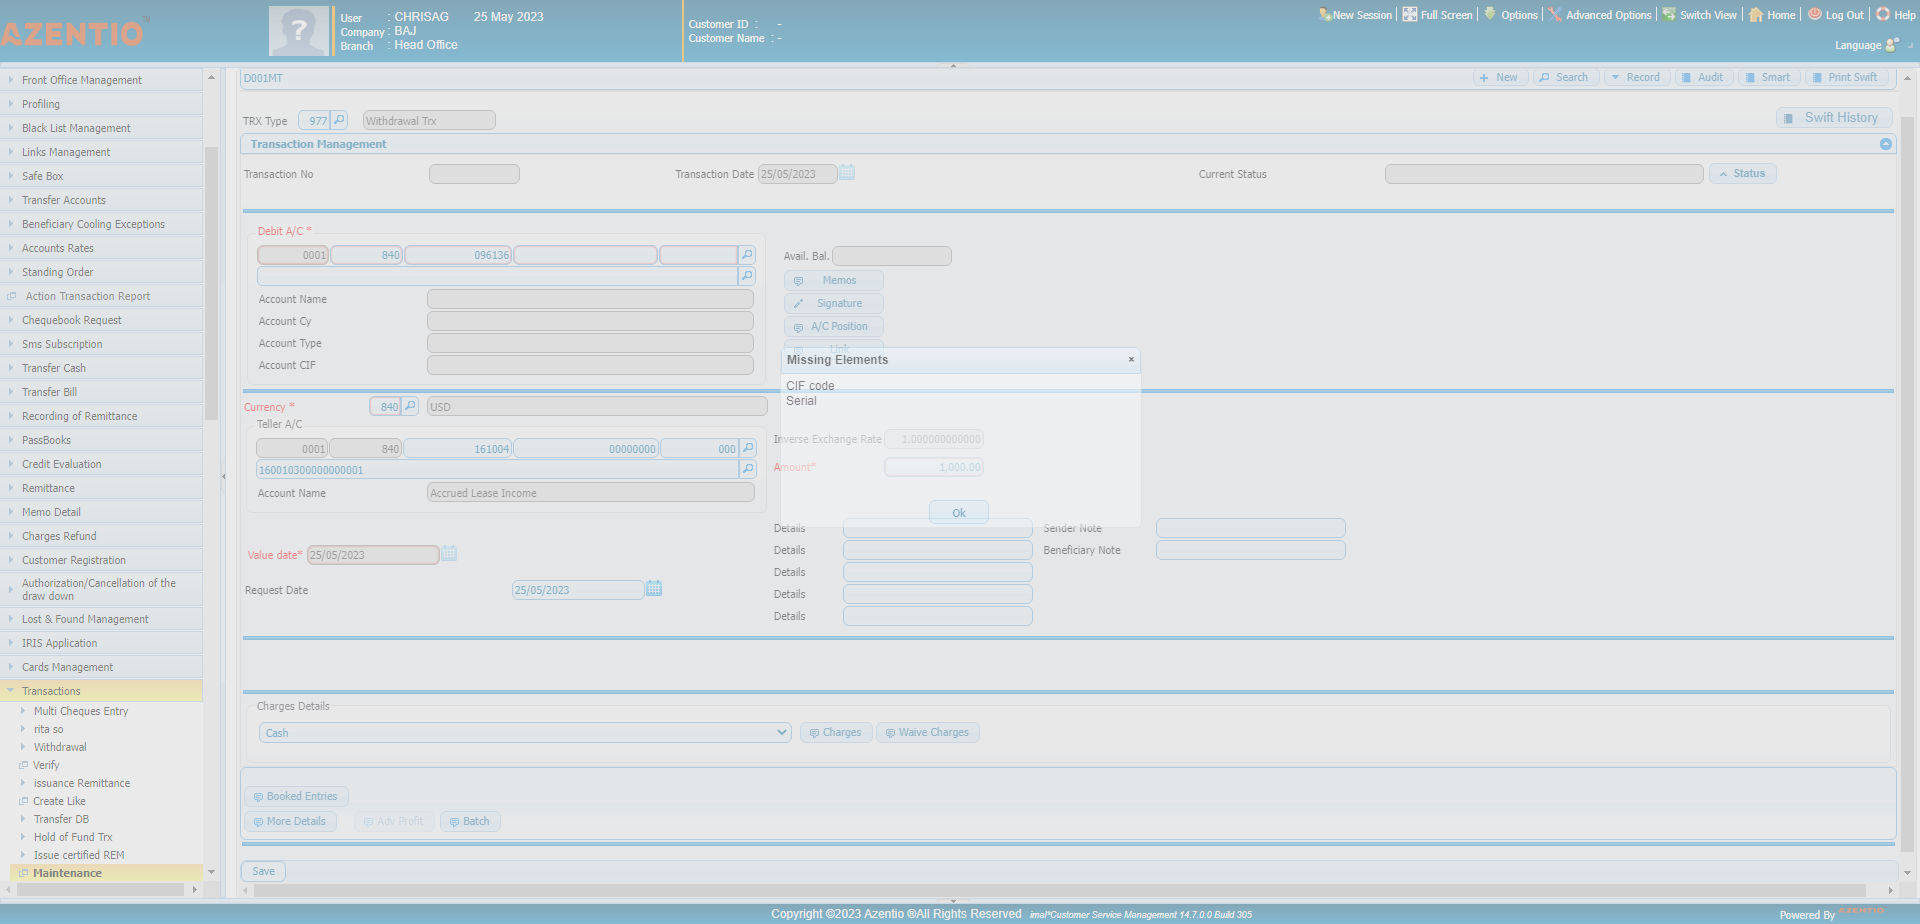 AZENTIO™
User : CHRISAG 25 May 2023
Company : BAJ
Branch : Head Office
Customer ID : -
Customer Name : -
New Session Full Screen Options Advanced Options Switch View Home Log Out Help
Language
Front Office Management
Profiling
Black List Management
Links Management
Safe Box
Transfer Accounts
Beneficiary Cooling Exceptions
Accounts Rates
Standing Order
Action Transaction Report
Chequebook Request
Sms Subscription
Transfer Cash
Transfer Bill
Recording of Remittance
PassBooks
Credit Evaluation
Remittance
Memo Detail
Charges Refund
Customer Registration
Authorization/Cancellation of the
draw down
Lost & Found Management
IRIS Application
Cards Management
Transactions
Multi Cheques Entry
rita so
Withdrawal
Verify
issuance Remittance
Create Like
Transfer DB
Hold of Fund Trx
Issue certified REM
Maintenance
D001MT
New Search Record Audit Smart Print Swift
TRX Type 977 Withdrawal Trx
Swift History
Transaction Management
Transaction No Transaction Date 25/05/2023 Current Status Status
Debit A/C *
0001 840 096136
Avail. Bal.
Memos
Account Name
Signature
Account Cy
A/C Position
Account Type
Link
Account CIF
Missing Elements ×
CIF code
Serial
Ok
Currency * 840 USD
Teller A/C
0001 840 161004 00000000 000
160010300000000001
Account Name Accrued Lease Income
Inverse Exchange Rate 1,000000000000
Amount* 1,000.00
Value date* 25/05/2023
Request Date 25/05/2023
Details
Details
Details
Details
Details
Sender Note
Beneficiary Note
Charges Details
Cash Charges Waive Charges
Booked Entries
More Details Adv Profit Batch
Save
Copyright ©2023 Azentio ®All Rights Reserved imal*Customer Service Management 14.7.0.0 Build 305
Powered By AZENTIO